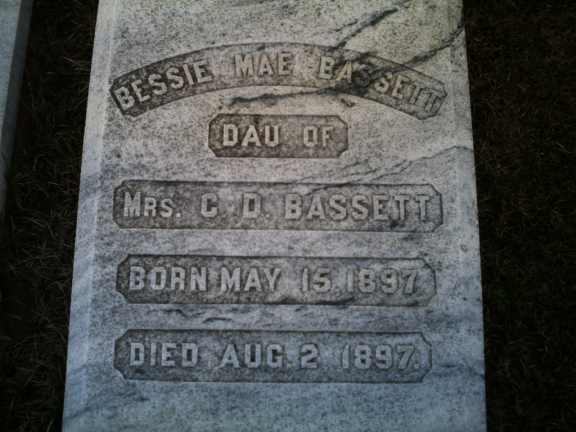 BESSIE MAE BASSETT
DAU OF
MRS. C. D. BASSETT
BORN MAY 15, 1897.
DIED AUG. 2 1897.